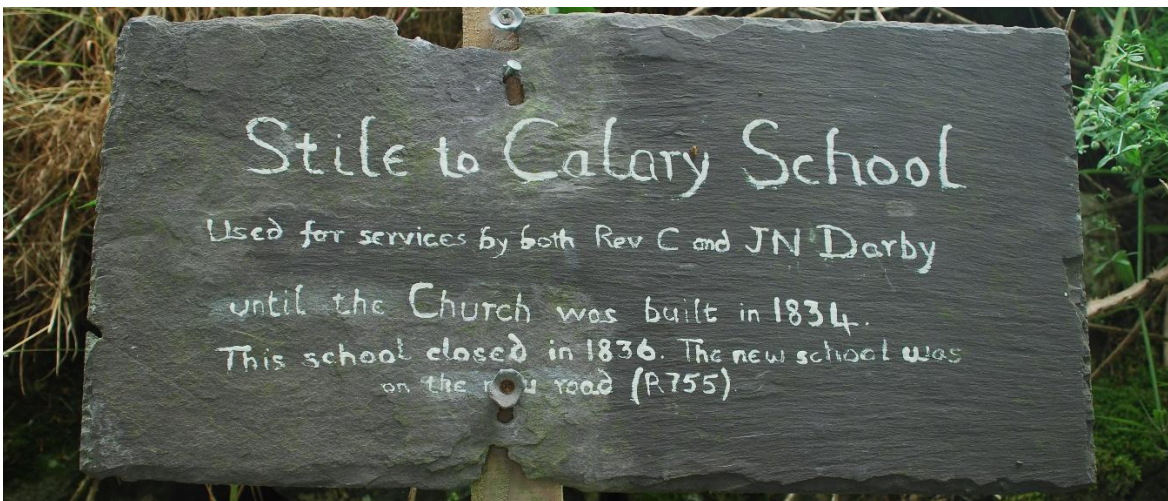 Stile to Calary School
Used for services by both Rev C and JN Darby
until the Church was built in 1834.
This school closed in 1836. The new school was
on the road (R755)